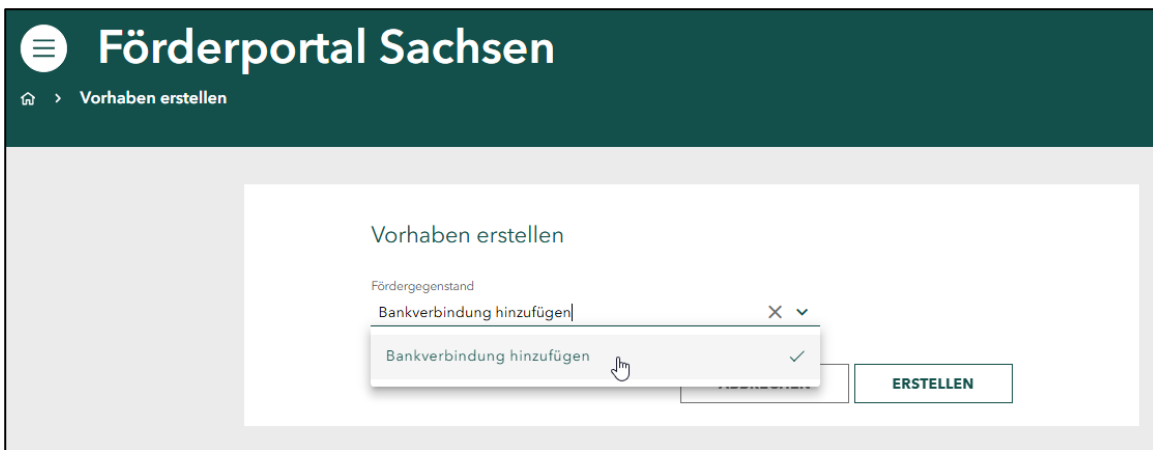 Förderportal Sachsen
Vorhaben erstellen
Vorhaben erstellen
Fördergegenstand
Bankverbindung hinzufügen
Bankverbindung hinzufügen
ERSTELLEN